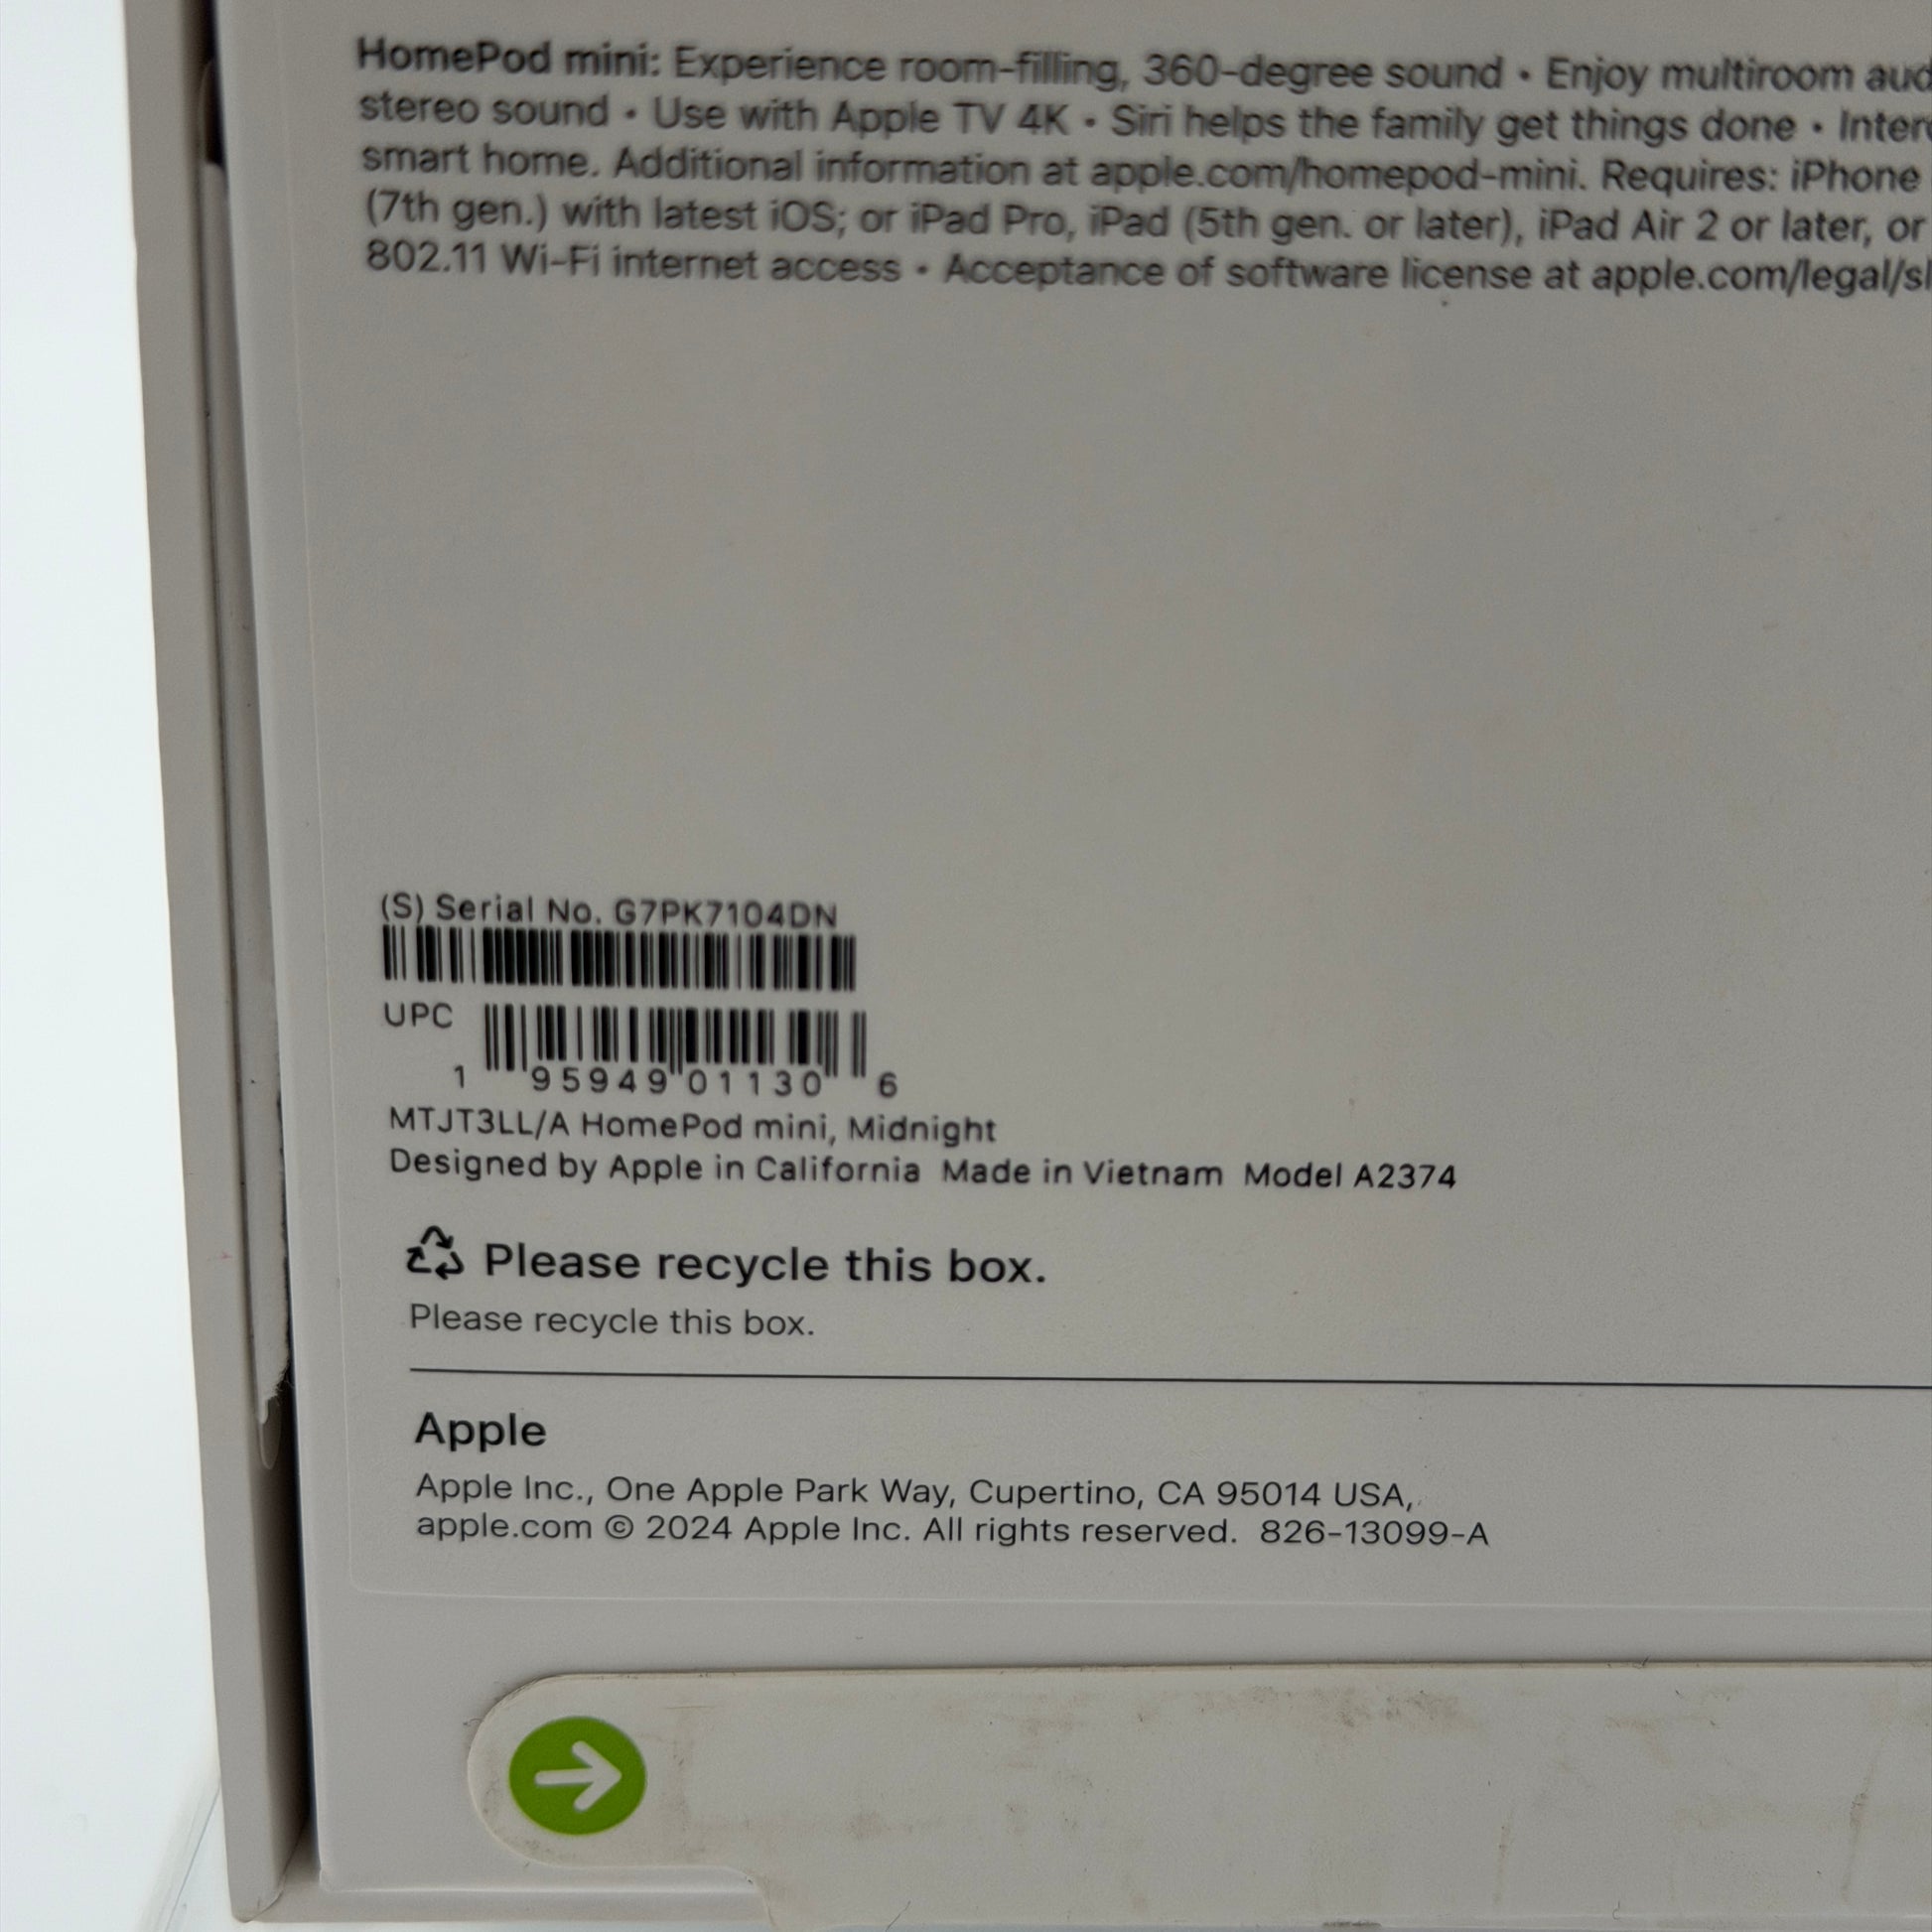 HomePod mini: Experience room-filling, 360-degree sound • Enjoy multiroom
stereo sound • Use with Apple TV 4K • Siri helps the family get things done •
smart home. Additional information at apple.com/homepod-mini. Requires: iPhone
(7th gen.) with latest iOS; or iPad Pro, iPad (5th gen. or later), iPad Air 2 or later, or
802.11 Wi-Fi internet access • Acceptance of software license at apple.com/legal/sl
(S) Serial No. G7PK7104DN
UPC
1 95949 01130 6
MTJT3LL/A HomePod mini, Midnight
Designed by Apple in California Made in Vietnam Model A2374
Please recycle this box.
Please recycle this box.
Apple
Apple Inc., One Apple Park Way, Cupertino, CA 95014 USA,
apple.com © 2024 Apple Inc. All rights reserved. 826-13099-A